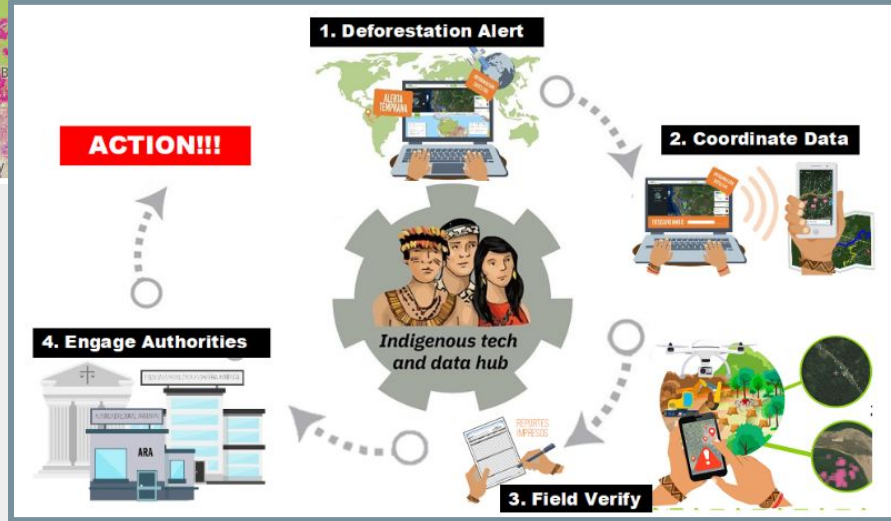 1. Deforestation Alert
ALERTA
TEMPRANA
ACTION!!!
2. Coordinate Data
Indigenous tech
and data hub
4. Engage Authorities
ARA
REPORTES
IMPRESOS
3. Field Verify